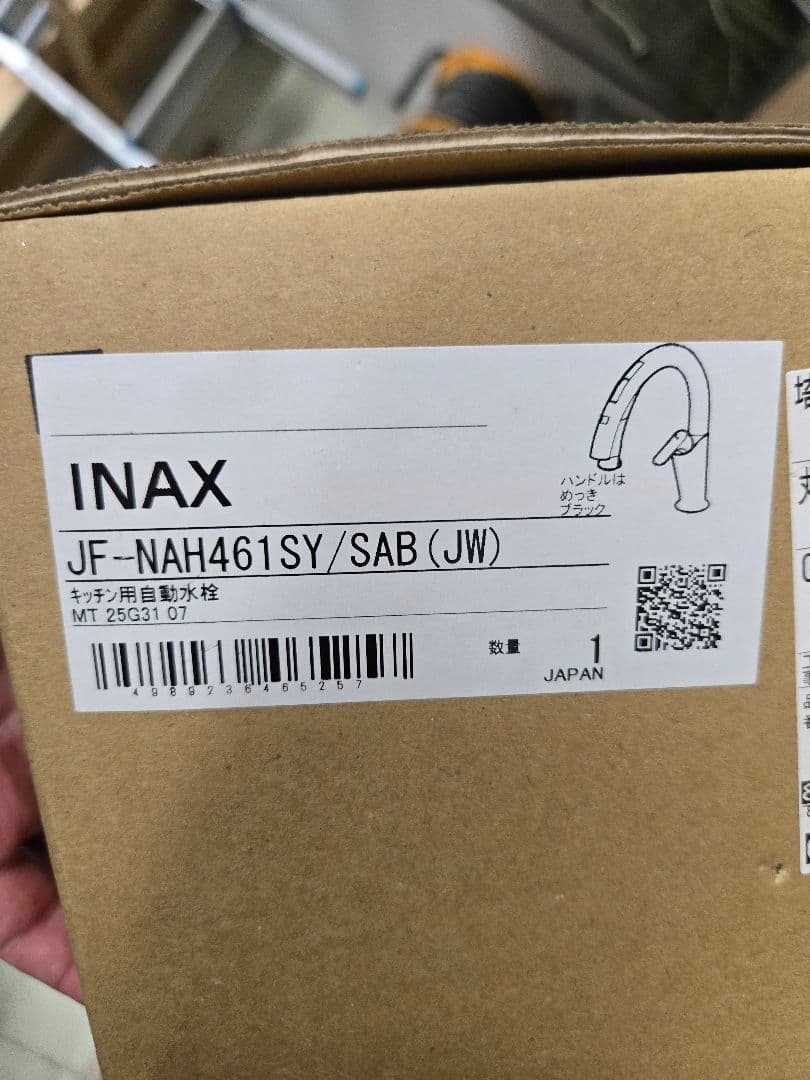 INAX
ハンドルは
めっき
ブラック
JF-NAH461SY/SAB(JW)
キッチン用自動水栓
MT 25G31 07
4989236465257
数量 1
JAPAN